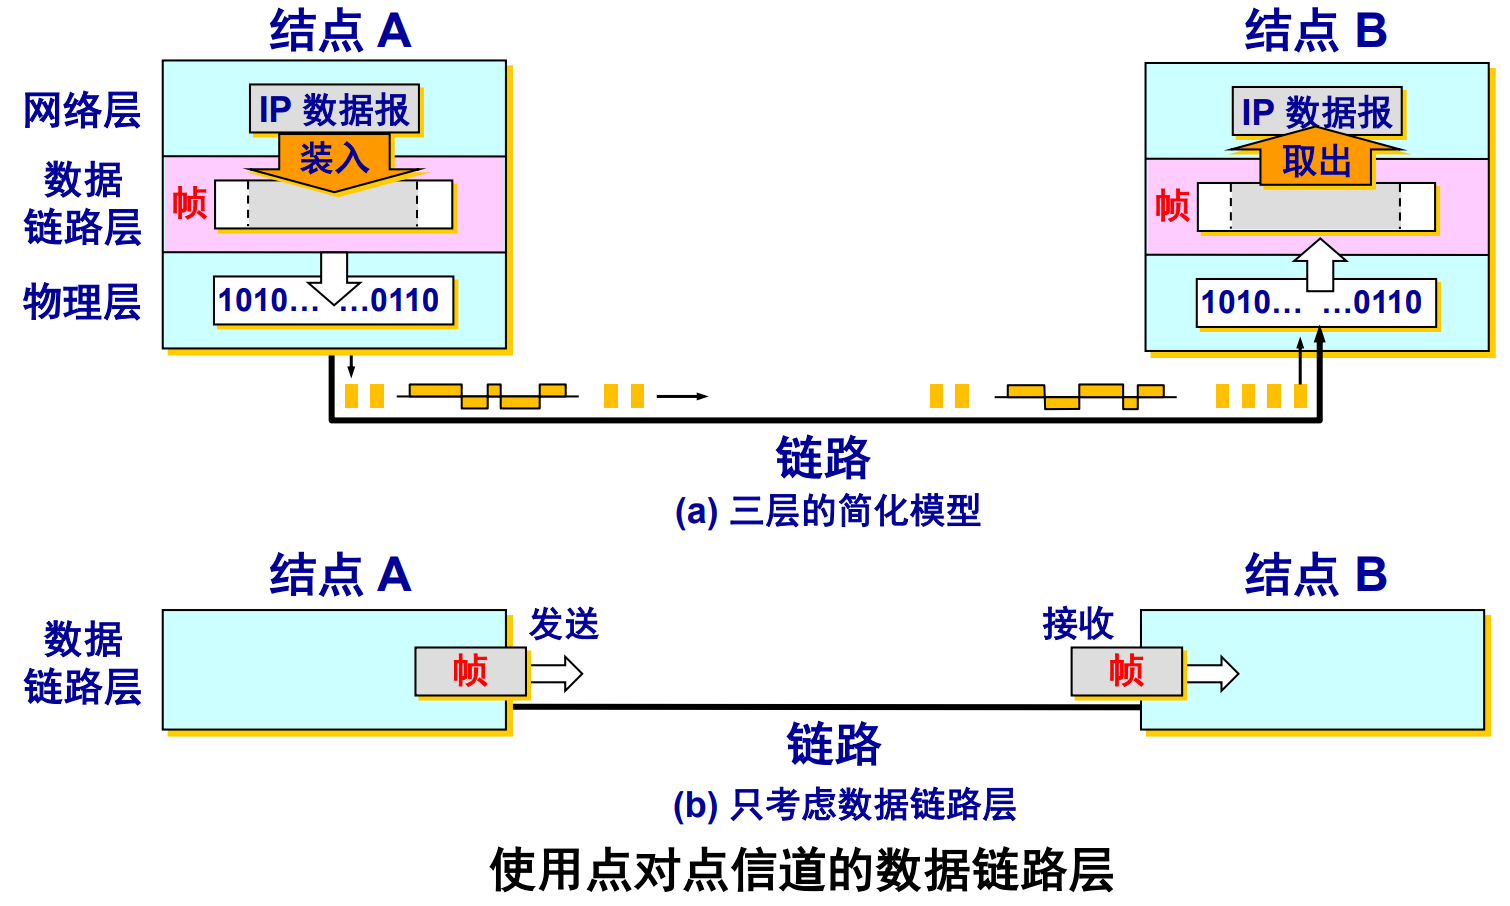 结点 A
结点 B
网络层
IP 数据报
IP 数据报
装入
取出
数据
链路层
帧
帧
物理层
1010… …0110
1010… …0110
链路
(a) 三层的简化模型
结点 A
结点 B
数据
链路层
发送
接收
帧
帧
链路
(b) 只考虑数据链路层
使用点对点信道的数据链路层